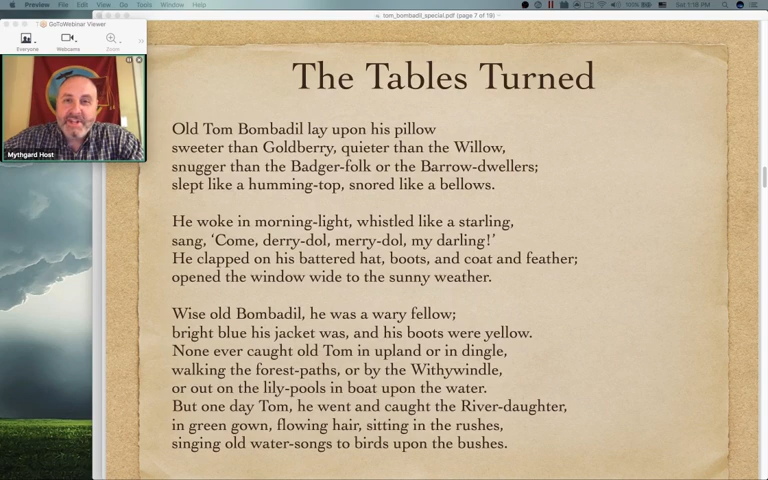 Preview File Edit View Go Tools Window Help
100%
Sat 1:18 PM
tom_bombadil_special.pdf (page 7 of 19)
GoToWebinar Viewer
Everyone Webcams Zoom
Mythgard Host
The Tables Turned
Old Tom Bombadil lay upon his pillow
sweeter than Goldberry, quieter than the Willow,
snugger than the Badger-folk or the Barrow-dwellers;
slept like a humming-top, snored like a bellows.
He woke in morning-light, whistled like a starling,
sang, ‘Come, derry-dol, merry-dol, my darling!’
He clapped on his battered hat, boots, and coat and feather;
opened the window wide to the sunny weather.
Wise old Bombadil, he was a wary fellow;
bright blue his jacket was, and his boots were yellow.
None ever caught old Tom in upland or in dingle,
walking the forest-paths, or by the Withywindle,
or out on the lily-pools in boat upon the water.
But one day Tom, he went and caught the River-daughter,
in green gown, flowing hair, sitting in the rushes,
singing old water-songs to birds upon the bushes.